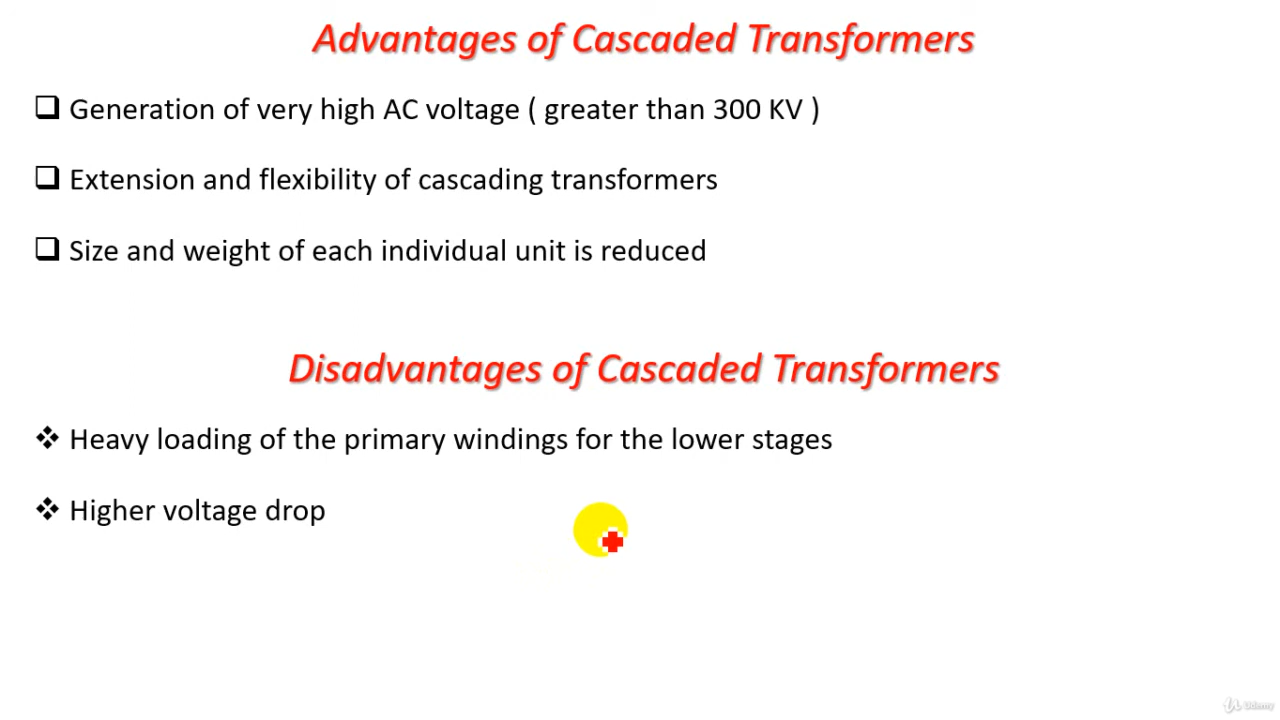 Advantages of Cascaded Transformers
Generation of very high AC voltage ( greater than 300 KV )
Extension and flexibility of cascading transformers
Size and weight of each individual unit is reduced
Disadvantages of Cascaded Transformers
Heavy loading of the primary windings for the lower stages
Higher voltage drop
Udemy